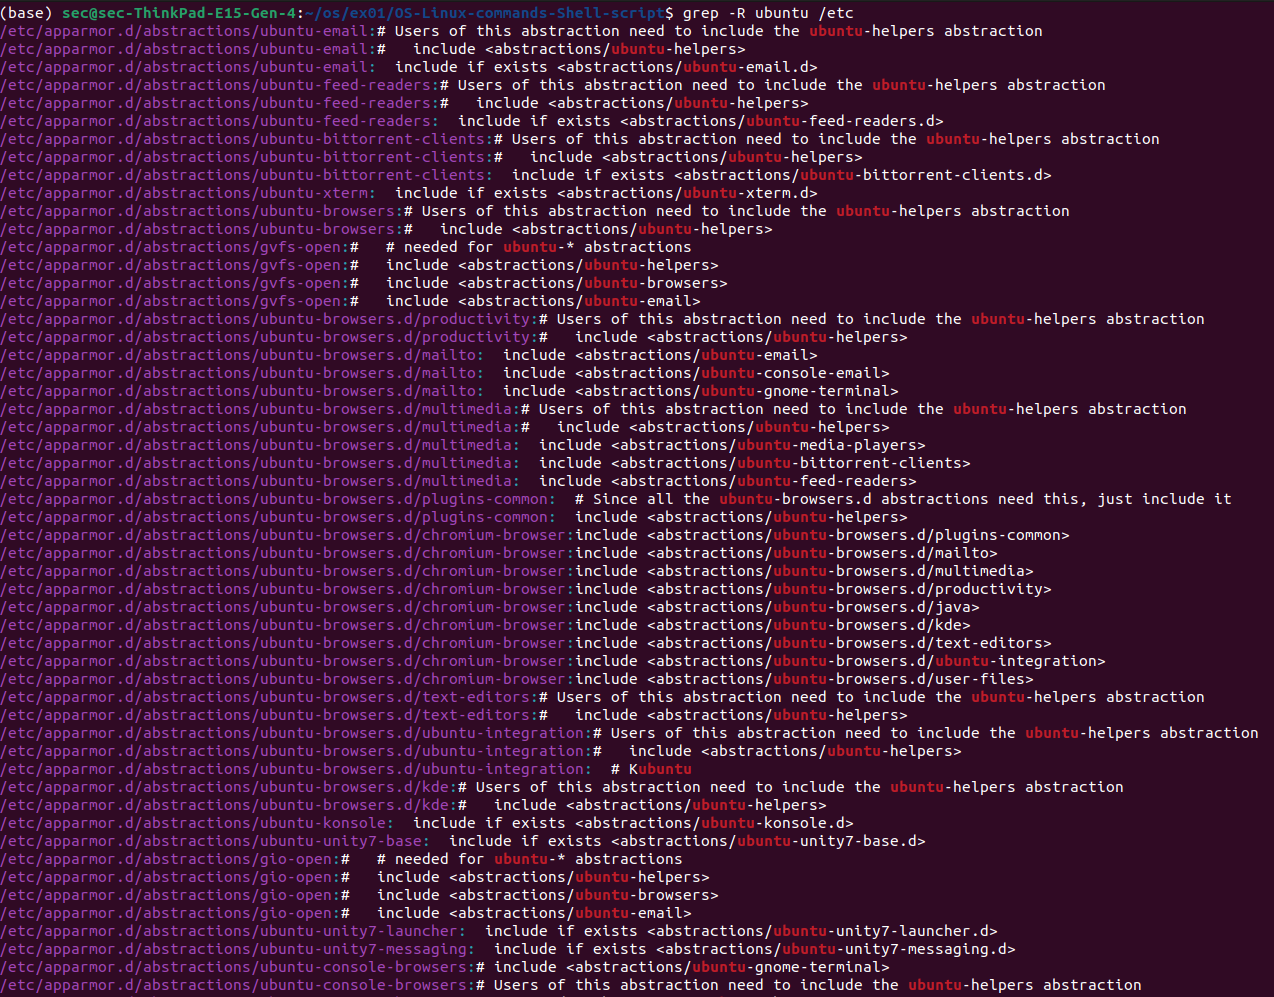 (base) sec@sec-ThinkPad-E15-Gen-4:~/os/ex01/OS-Linux-commands-Shell-script$ grep -R ubuntu /etc
/etc/apparmor.d/abstractions/ubuntu-email:# Users of this abstraction need to include the ubuntu-helpers abstraction
/etc/apparmor.d/abstractions/ubuntu-email:#   include <abstractions/ubuntu-helpers>
/etc/apparmor.d/abstractions/ubuntu-email:  include if exists <abstractions/ubuntu-email.d>
/etc/apparmor.d/abstractions/ubuntu-feed-readers:# Users of this abstraction need to include the ubuntu-helpers abstraction
/etc/apparmor.d/abstractions/ubuntu-feed-readers:#   include <abstractions/ubuntu-helpers>
/etc/apparmor.d/abstractions/ubuntu-feed-readers:  include if exists <abstractions/ubuntu-feed-readers.d>
/etc/apparmor.d/abstractions/ubuntu-bittorrent-clients:# Users of this abstraction need to include the ubuntu-helpers abstraction
/etc/apparmor.d/abstractions/ubuntu-bittorrent-clients:#   include <abstractions/ubuntu-helpers>
/etc/apparmor.d/abstractions/ubuntu-bittorrent-clients:  include if exists <abstractions/ubuntu-bittorrent-clients.d>
/etc/apparmor.d/abstractions/ubuntu-xterm:  include if exists <abstractions/ubuntu-xterm.d>
/etc/apparmor.d/abstractions/ubuntu-browsers:# Users of this abstraction need to include the ubuntu-helpers abstraction
/etc/apparmor.d/abstractions/ubuntu-browsers:#   include <abstractions/ubuntu-helpers>
/etc/apparmor.d/abstractions/gvfs-open:#   # needed for ubuntu-* abstractions
/etc/apparmor.d/abstractions/gvfs-open:#   include <abstractions/ubuntu-helpers>
/etc/apparmor.d/abstractions/gvfs-open:#   include <abstractions/ubuntu-browsers>
/etc/apparmor.d/abstractions/gvfs-open:#   include <abstractions/ubuntu-email>
/etc/apparmor.d/abstractions/ubuntu-browsers.d/productivity:# Users of this abstraction need to include the ubuntu-helpers abstraction
/etc/apparmor.d/abstractions/ubuntu-browsers.d/productivity:#   include <abstractions/ubuntu-helpers>
/etc/apparmor.d/abstractions/ubuntu-browsers.d/mailto:  include <abstractions/ubuntu-email>
/etc/apparmor.d/abstractions/ubuntu-browsers.d/mailto:  include <abstractions/ubuntu-console-email>
/etc/apparmor.d/abstractions/ubuntu-browsers.d/mailto:  include <abstractions/ubuntu-gnome-terminal>
/etc/apparmor.d/abstractions/ubuntu-browsers.d/multimedia:# Users of this abstraction need to include the ubuntu-helpers abstraction
/etc/apparmor.d/abstractions/ubuntu-browsers.d/multimedia:#   include <abstractions/ubuntu-helpers>
/etc/apparmor.d/abstractions/ubuntu-browsers.d/multimedia:  include <abstractions/ubuntu-media-players>
/etc/apparmor.d/abstractions/ubuntu-browsers.d/multimedia:  include <abstractions/ubuntu-bittorrent-clients>
/etc/apparmor.d/abstractions/ubuntu-browsers.d/multimedia:  include <abstractions/ubuntu-feed-readers>
/etc/apparmor.d/abstractions/ubuntu-browsers.d/plugins-common:  # Since all the ubuntu-browsers.d abstractions need this, just include it
/etc/apparmor.d/abstractions/ubuntu-browsers.d/plugins-common:  include <abstractions/ubuntu-helpers>
/etc/apparmor.d/abstractions/ubuntu-browsers.d/chromium-browser:include <abstractions/ubuntu-browsers.d/plugins-common>
/etc/apparmor.d/abstractions/ubuntu-browsers.d/chromium-browser:include <abstractions/ubuntu-browsers.d/mailto>
/etc/apparmor.d/abstractions/ubuntu-browsers.d/chromium-browser:include <abstractions/ubuntu-browsers.d/multimedia>
/etc/apparmor.d/abstractions/ubuntu-browsers.d/chromium-browser:include <abstractions/ubuntu-browsers.d/productivity>
/etc/apparmor.d/abstractions/ubuntu-browsers.d/chromium-browser:include <abstractions/ubuntu-browsers.d/java>
/etc/apparmor.d/abstractions/ubuntu-browsers.d/chromium-browser:include <abstractions/ubuntu-browsers.d/kde>
/etc/apparmor.d/abstractions/ubuntu-browsers.d/chromium-browser:include <abstractions/ubuntu-browsers.d/text-editors>
/etc/apparmor.d/abstractions/ubuntu-browsers.d/chromium-browser:include <abstractions/ubuntu-browsers.d/ubuntu-integration>
/etc/apparmor.d/abstractions/ubuntu-browsers.d/chromium-browser:include <abstractions/ubuntu-browsers.d/user-files>
/etc/apparmor.d/abstractions/ubuntu-browsers.d/text-editors:# Users of this abstraction need to include the ubuntu-helpers abstraction
/etc/apparmor.d/abstractions/ubuntu-browsers.d/text-editors:#   include <abstractions/ubuntu-helpers>
/etc/apparmor.d/abstractions/ubuntu-browsers.d/ubuntu-integration:# Users of this abstraction need to include the ubuntu-helpers abstraction
/etc/apparmor.d/abstractions/ubuntu-browsers.d/ubuntu-integration:#   include <abstractions/ubuntu-helpers>
/etc/apparmor.d/abstractions/ubuntu-browsers.d/ubuntu-integration:  # Kubuntu
/etc/apparmor.d/abstractions/ubuntu-browsers.d/kde:# Users of this abstraction need to include the ubuntu-helpers abstraction
/etc/apparmor.d/abstractions/ubuntu-browsers.d/kde:#   include <abstractions/ubuntu-helpers>
/etc/apparmor.d/abstractions/ubuntu-konsole:  include if exists <abstractions/ubuntu-konsole.d>
/etc/apparmor.d/abstractions/ubuntu-unity7-base:  include if exists <abstractions/ubuntu-unity7-base.d>
/etc/apparmor.d/abstractions/gio-open:#   # needed for ubuntu-* abstractions
/etc/apparmor.d/abstractions/gio-open:#   include <abstractions/ubuntu-helpers>
/etc/apparmor.d/abstractions/gio-open:#   include <abstractions/ubuntu-browsers>
/etc/apparmor.d/abstractions/gio-open:#   include <abstractions/ubuntu-email>
/etc/apparmor.d/abstractions/ubuntu-unity7-launcher:  include if exists <abstractions/ubuntu-unity7-launcher.d>
/etc/apparmor.d/abstractions/ubuntu-unity7-messaging:  include if exists <abstractions/ubuntu-unity7-messaging.d>
/etc/apparmor.d/abstractions/ubuntu-console-browsers:# include <abstractions/ubuntu-gnome-terminal>
/etc/apparmor.d/abstractions/ubuntu-console-browsers:# Users of this abstraction need to include the ubuntu-helpers abstraction